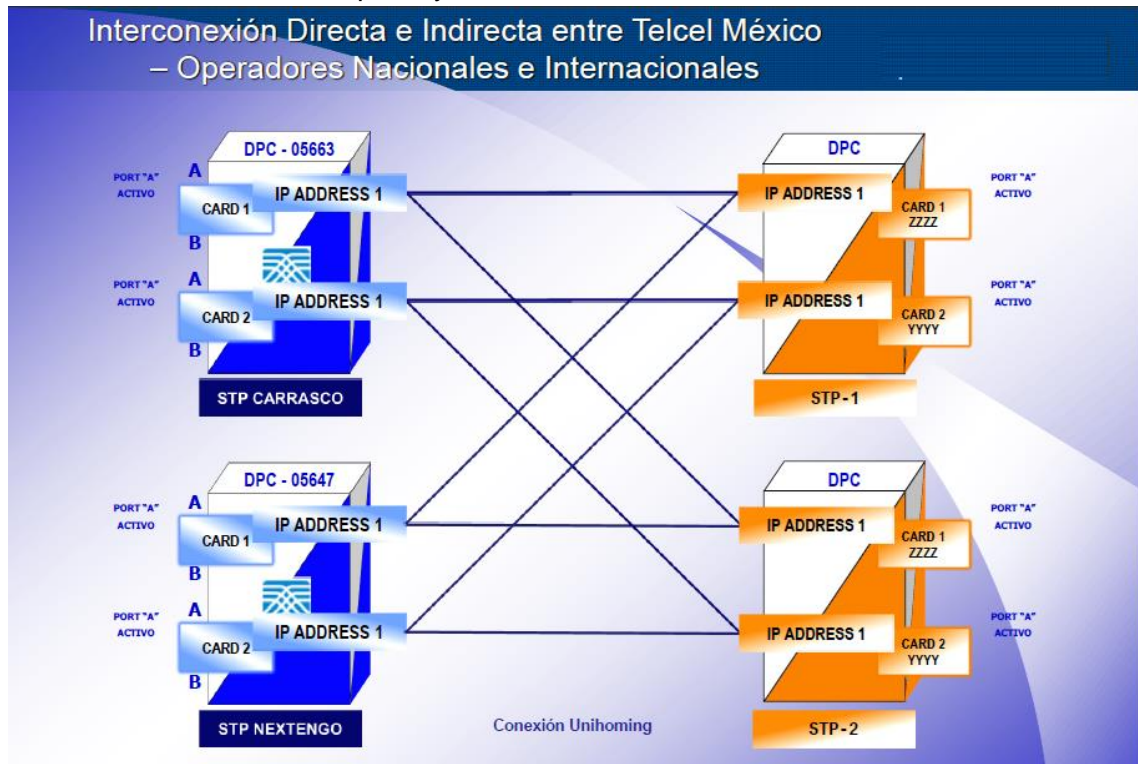 Interconexión Directa e Indirecta entre Telcel México
– Operadores Nacionales e Internacionales
DPC - 05663
DPC
PORT "A"
ACTIVO
A
IP ADDRESS 1
CARD 1
B
IP ADDRESS 1
CARD 1
ZZZZ
PORT "A"
ACTIVO
PORT "A"
ACTIVO
A
IP ADDRESS 1
CARD 2
B
IP ADDRESS 1
CARD 2
YYYY
PORT "A"
ACTIVO
STP CARRASCO
STP-1
DPC - 05647
DPC
PORT "A"
ACTIVO
A
IP ADDRESS 1
CARD 1
B
IP ADDRESS 1
CARD 1
ZZZZ
PORT "A"
ACTIVO
PORT "A"
ACTIVO
A
IP ADDRESS 1
CARD 2
B
IP ADDRESS 1
CARD 2
YYYY
PORT "A"
ACTIVO
STP NEXTENGO
Conexión Unihoming
STP-2